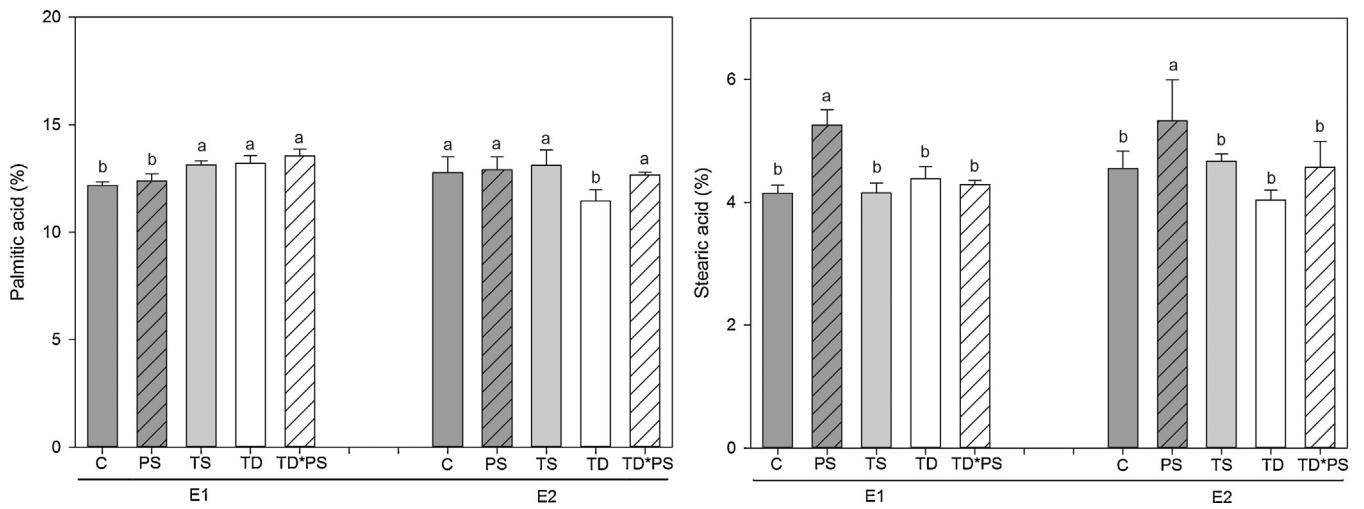 20
15
10
5
0
Palmitic acid (%)
b b a a a a a a b a
C PS TS TD TD*PS C PS TS TD TD*PS
E1 E2
6
4
2
0
Stearic acid (%)
b a b b b b a b b b
C PS TS TD TD*PS C PS TS TD TD*PS
E1 E2